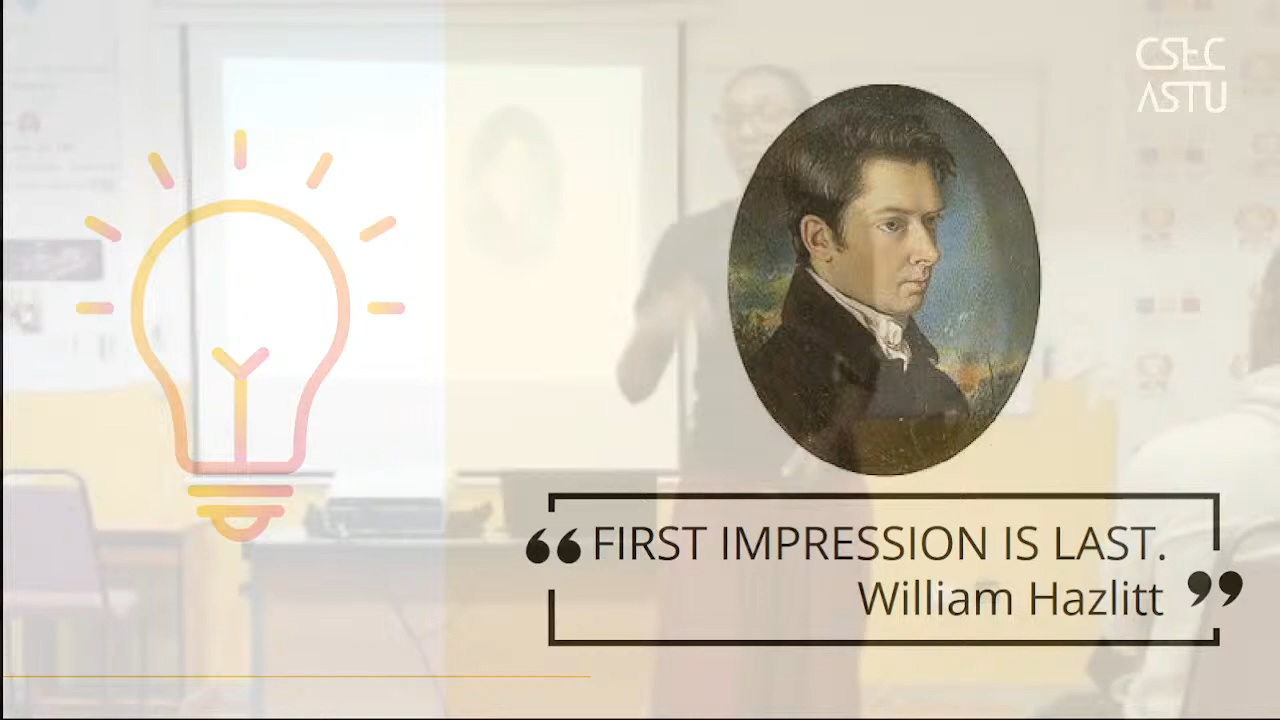 CSEC
ASTU
“FIRST IMPRESSION IS LAST.
William Hazlitt”